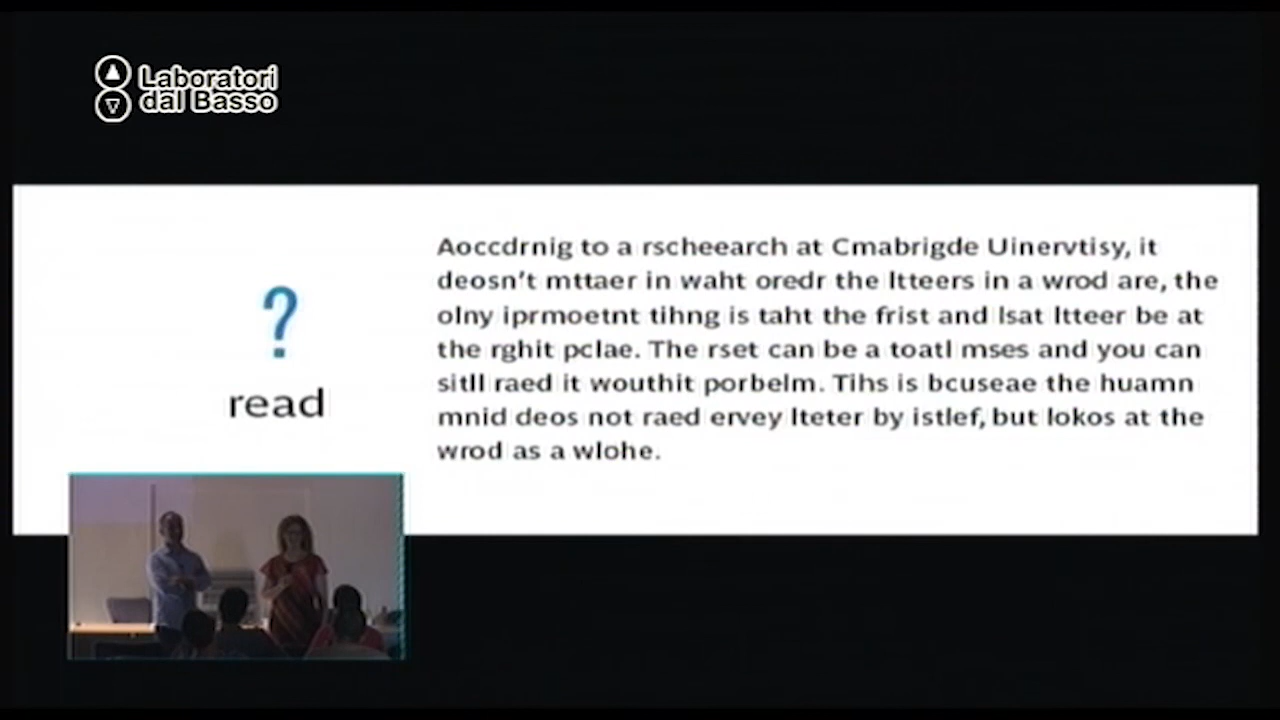 Laboratori
dal Basso
?
read
Aoccdrnig to a rscheearch at Cmabrigde Uinervtisy, it
deosn't mttaer in waht oredr the ltteers in a wrod are, the
olny iprmoetnt tihng is taht the frist and lsat ltteer be at
the rghit pclae. The rset can be a toatl mses and you can
sitll raed it wouthit porbelm. Tihs is bcuseae the huamn
mnid deos not raed ervey lteter by istlef, but lokos at the
wrod as a wlohe.